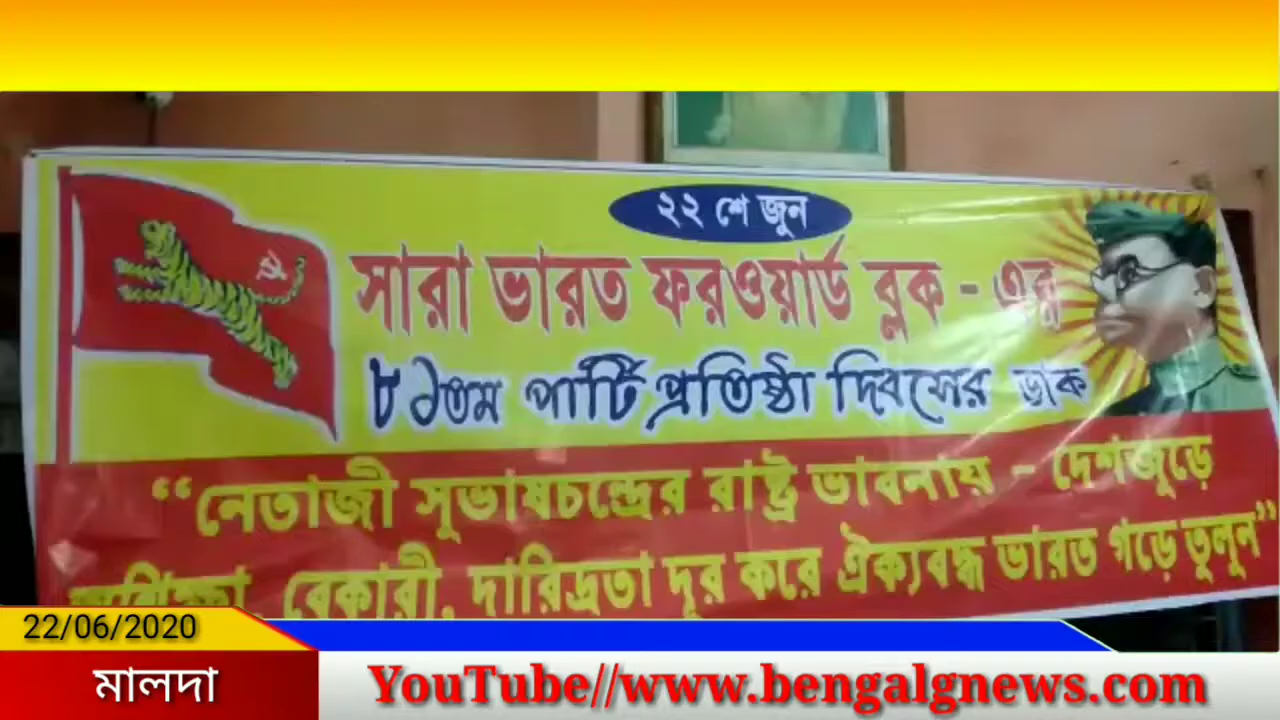 ২২ শে জুন
সারা ভারত ফরওয়ার্ড ব্লক - এর
৮১তম পার্টি প্রতিষ্ঠা দিবসের ডাক
“নেতাজী সুভাষচন্দ্রের রাষ্ট্র ভাবনায় - দেশজুড়ে
বেকারী, দারিদ্রতা দূর করে ঐক্যবদ্ধ ভারত গড়ে তুলুন”
22/06/2020
মালদা
YouTube//www.bengalgnews.com